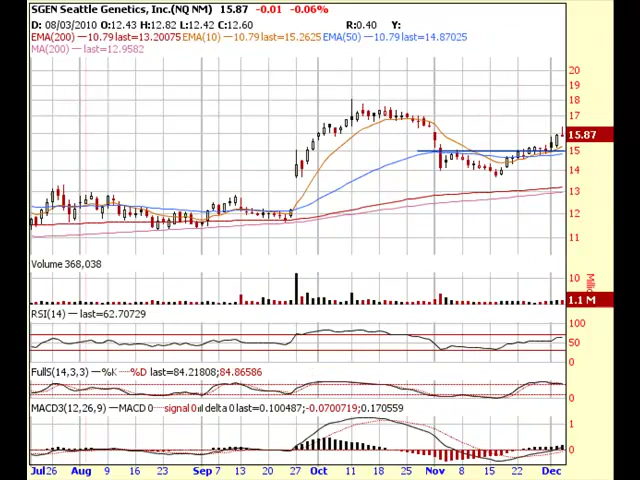 SGEN Seattle Genetics, Inc.(NQ NM) 15.87 -0.01 -0.06%
D: 08/03/2010 O:12.43 H:12.82 L:12.42 C:12.60 R:0.40 Y:
EMA(200) — 10.79 last=13.20075 EMA(10) — 10.79 last=15.2625 EMA(50) — 10.79 last=14.87025
MA(200) — last=12.9582
20
19
18
17
15.87
15
14
13
12
11
Volume 368,038
10
1.1 M
RSI(14) — last=62.70729
100
50
0
FullS(14,3,3) — %K %D last=84.21808;84.86586
0
MACD3(12,26,9) — MACD 0 signal 0 delta 0 last=0.100487;-0.0700719;0.170559
1
0
Jul 26 Aug 9 16 23 Sep 7 13 20 27 Oct 11 18 25 Nov 8 15 22 Dec